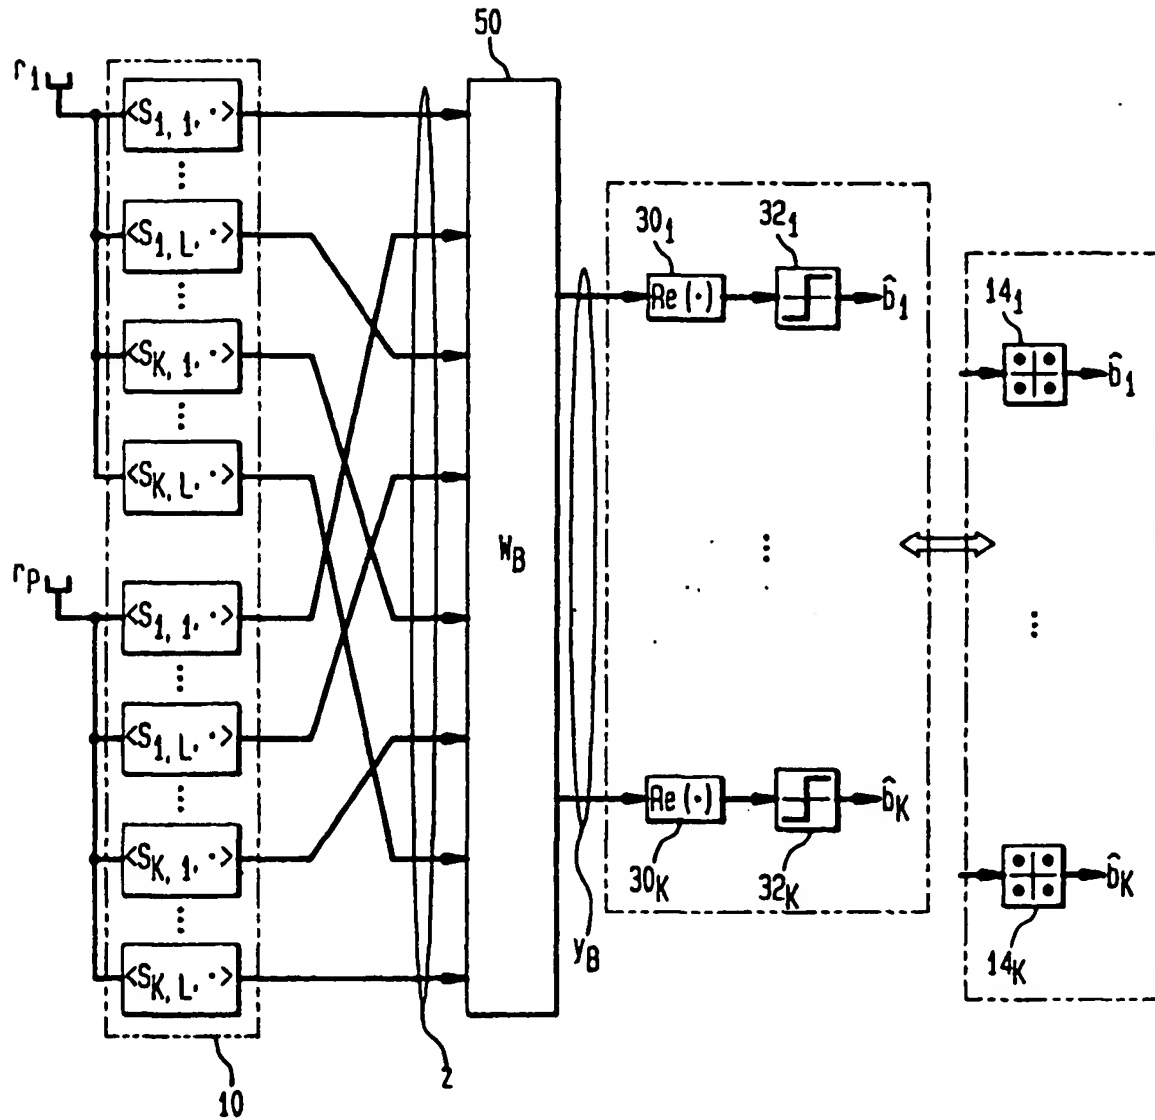 50
r1
<S1, 1, ·>
⋮
<S1, L, ·>
⋮
<SK, 1, ·>
⋮
<SK, L, ·>
rP
<S1, 1, ·>
⋮
<S1, L, ·>
⋮
<SK, 1, ·>
⋮
<SK, L, ·>
10
z
WB
yB
301
321
Re (·)
b̂1
⋮
Re (·)
b̂K
30K
32K
141
b̂1
⋮
b̂K
14K